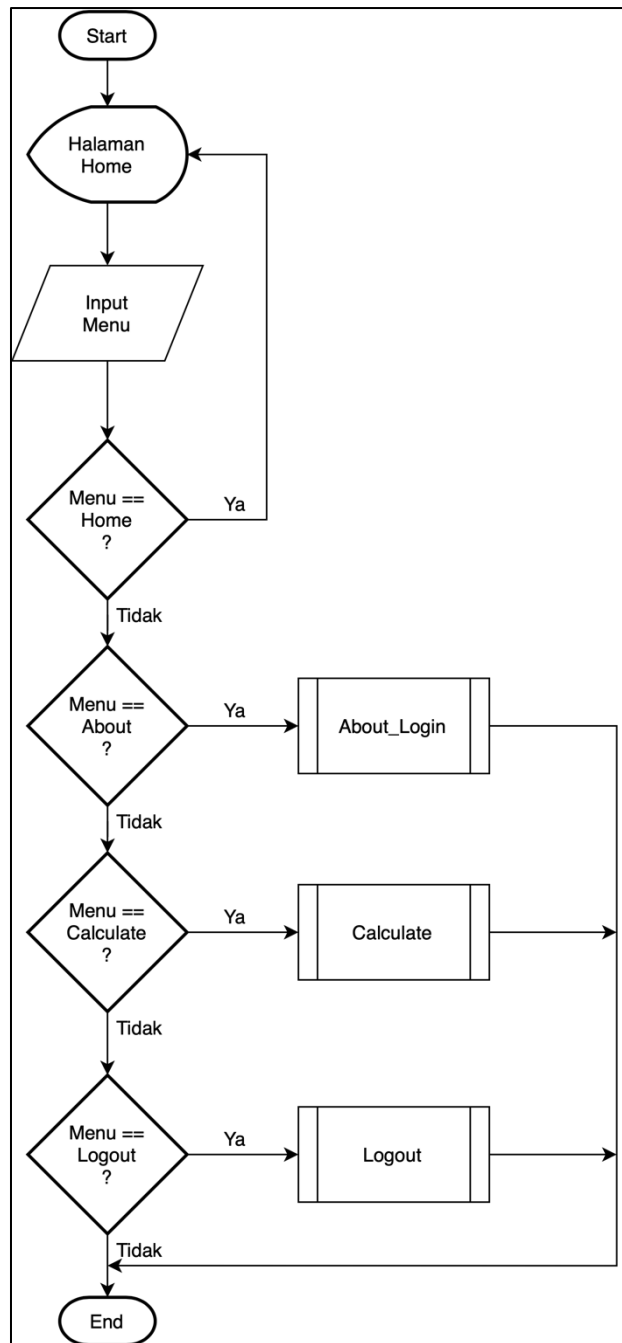 Start
Halaman
Home
Input
Menu
Menu ==
Home
?
Ya
Tidak
Menu ==
About
?
Ya
About_Login
Tidak
Menu ==
Calculate
?
Ya
Calculate
Tidak
Menu ==
Logout
?
Ya
Logout
Tidak
End